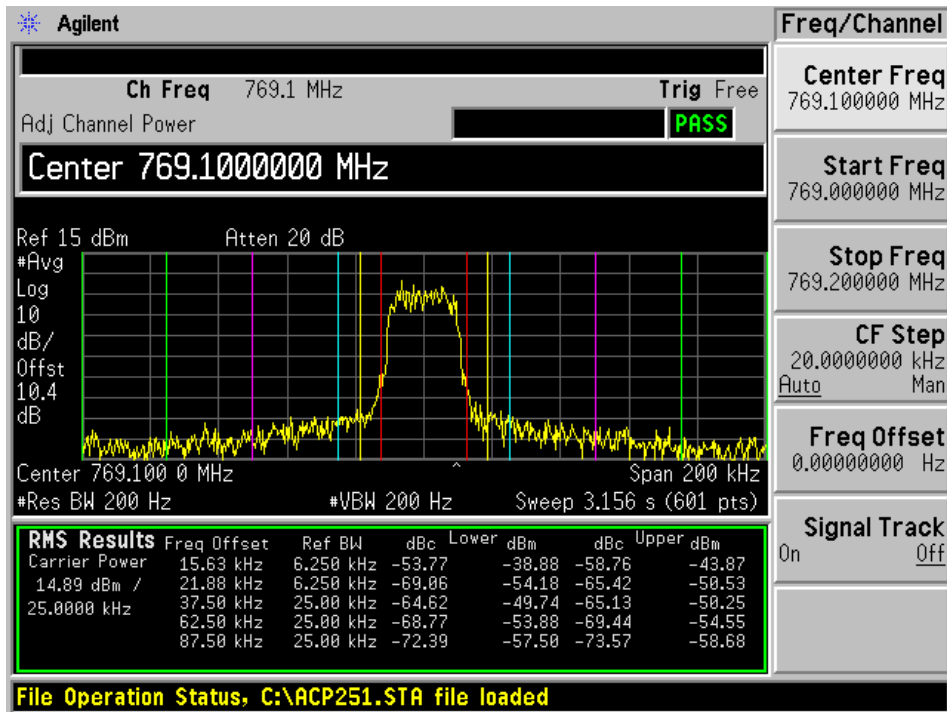 Agilent
Freq/Channel
Ch Freq 769.1 MHz Trig Free
Adj Channel Power PASS
Center 769.1000000 MHz
Center Freq
769.100000 MHz
Start Freq
769.000000 MHz
Stop Freq
769.200000 MHz
CF Step
20.0000000 kHz
Auto Man
Freq Offset
0.00000000 Hz
Signal Track
On Off
Ref 15 dBm Atten 20 dB
#Avg
Log
10
dB/
Offst
10.4
dB
Center 769.100 0 MHz Span 200 kHz
#Res BW 200 Hz #VBW 200 Hz Sweep 3.156 s (601 pts)
RMS Results Freq Offset Ref BW dBc Lower dBm dBc Upper dBm
Carrier Power 15.63 kHz 6.250 kHz -53.77 -38.88 -58.76 -43.87
14.89 dBm / 21.88 kHz 6.250 kHz -69.06 -54.18 -65.42 -50.53
25.0000 kHz 37.50 kHz 25.00 kHz -64.62 -49.74 -65.13 -50.25
62.50 kHz 25.00 kHz -68.77 -53.88 -69.44 -54.55
87.50 kHz 25.00 kHz -72.39 -57.50 -73.57 -58.68
File Operation Status, C:\ACP251.STA file loaded